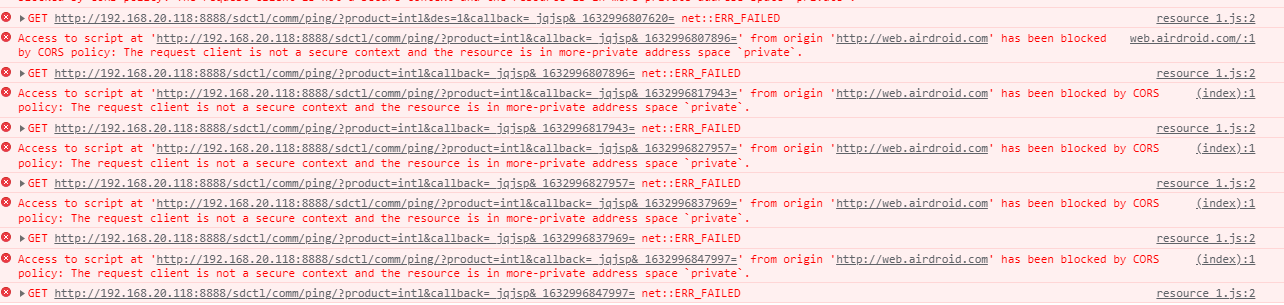 GET http://192.168.20.118:8888/sdctl/comm/ping/?product=intl&des=1&callback=_jqjsp&_1632996807620= net::ERR_FAILED resource_1.js:2
Access to script at 'http://192.168.20.118:8888/sdctl/comm/ping/?product=intl&callback=_jqjsp&_1632996807896=' from origin 'http://web.airdroid.com' has been blocked web.airdroid.com/:1
by CORS policy: The request client is not a secure context and the resource is in more-private address space `private`.
GET http://192.168.20.118:8888/sdctl/comm/ping/?product=intl&callback=_jqjsp&_1632996807896= net::ERR_FAILED resource_1.js:2
Access to script at 'http://192.168.20.118:8888/sdctl/comm/ping/?product=intl&callback=_jqjsp&_1632996817943=' from origin 'http://web.airdroid.com' has been blocked by CORS (index):1
policy: The request client is not a secure context and the resource is in more-private address space `private`.
GET http://192.168.20.118:8888/sdctl/comm/ping/?product=intl&callback=_jqjsp&_1632996817943= net::ERR_FAILED resource_1.js:2
Access to script at 'http://192.168.20.118:8888/sdctl/comm/ping/?product=intl&callback=_jqjsp&_1632996827957=' from origin 'http://web.airdroid.com' has been blocked by CORS (index):1
policy: The request client is not a secure context and the resource is in more-private address space `private`.
GET http://192.168.20.118:8888/sdctl/comm/ping/?product=intl&callback=_jqjsp&_1632996827957= net::ERR_FAILED resource_1.js:2
Access to script at 'http://192.168.20.118:8888/sdctl/comm/ping/?product=intl&callback=_jqjsp&_1632996837969=' from origin 'http://web.airdroid.com' has been blocked by CORS (index):1
policy: The request client is not a secure context and the resource is in more-private address space `private`.
GET http://192.168.20.118:8888/sdctl/comm/ping/?product=intl&callback=_jqjsp&_1632996837969= net::ERR_FAILED resource_1.js:2
Access to script at 'http://192.168.20.118:8888/sdctl/comm/ping/?product=intl&callback=_jqjsp&_1632996847997=' from origin 'http://web.airdroid.com' has been blocked by CORS (index):1
policy: The request client is not a secure context and the resource is in more-private address space `private`.
GET http://192.168.20.118:8888/sdctl/comm/ping/?product=intl&callback=_jqjsp&_1632996847997= net::ERR_FAILED resource_1.js:2